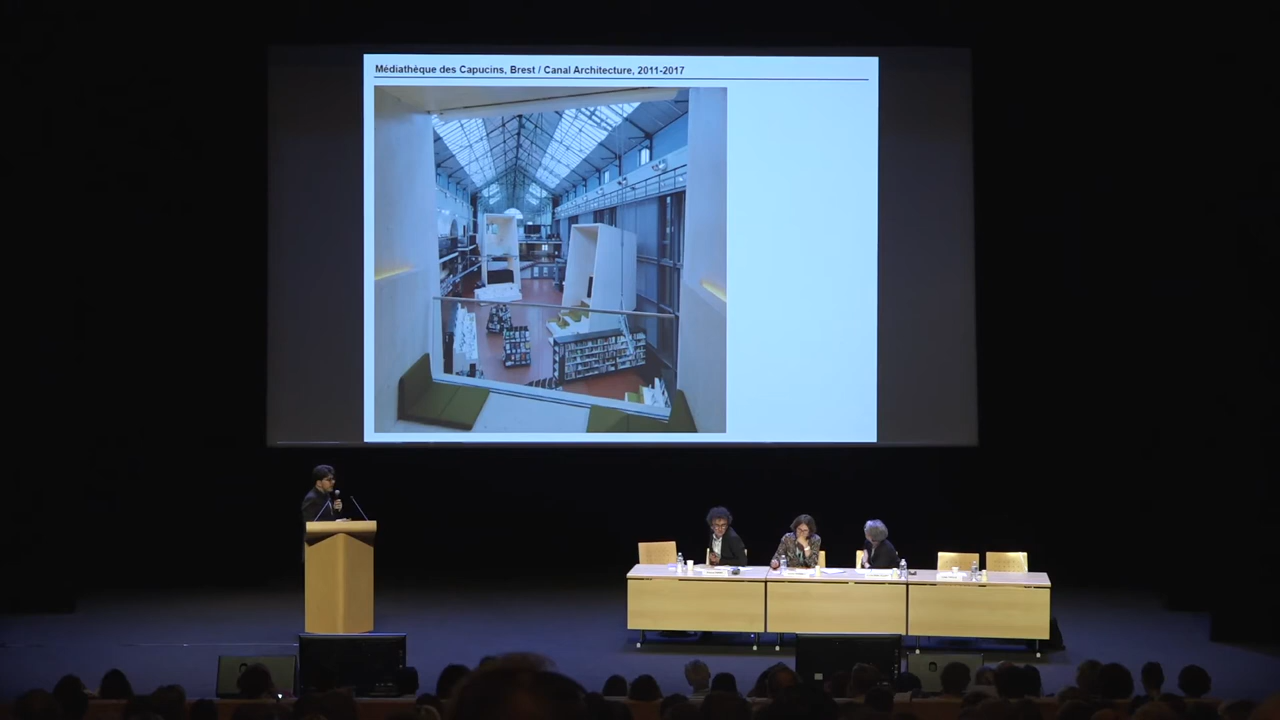 Médiathèque des Capucins, Brest / Canal Architecture, 2011-2017